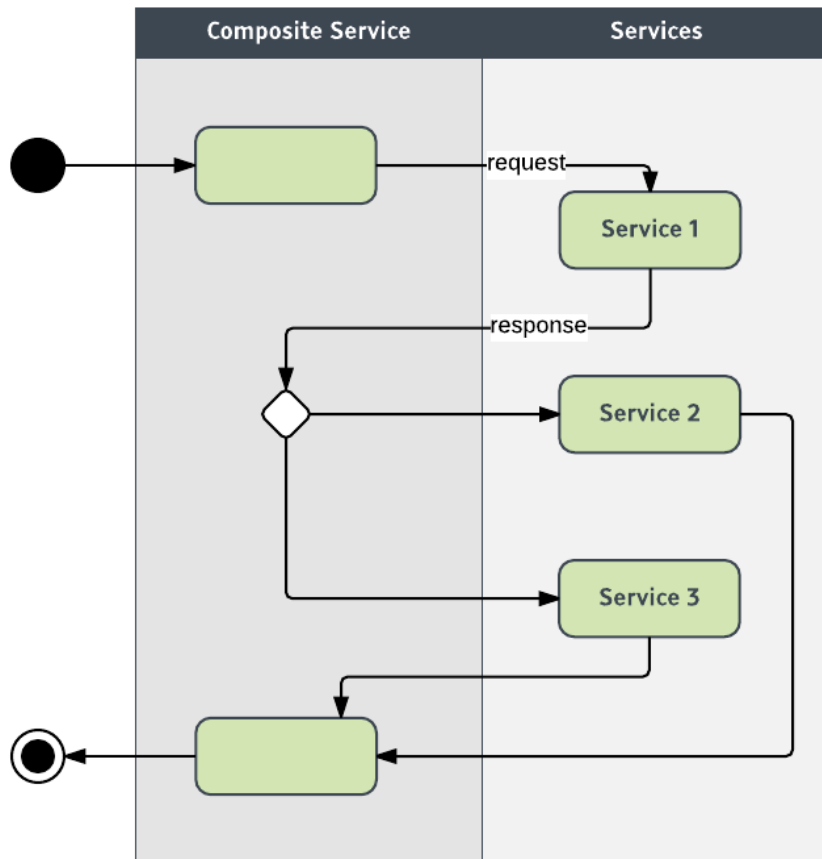 Composite Service
Services
request
Service 1
response
Service 2
Service 3